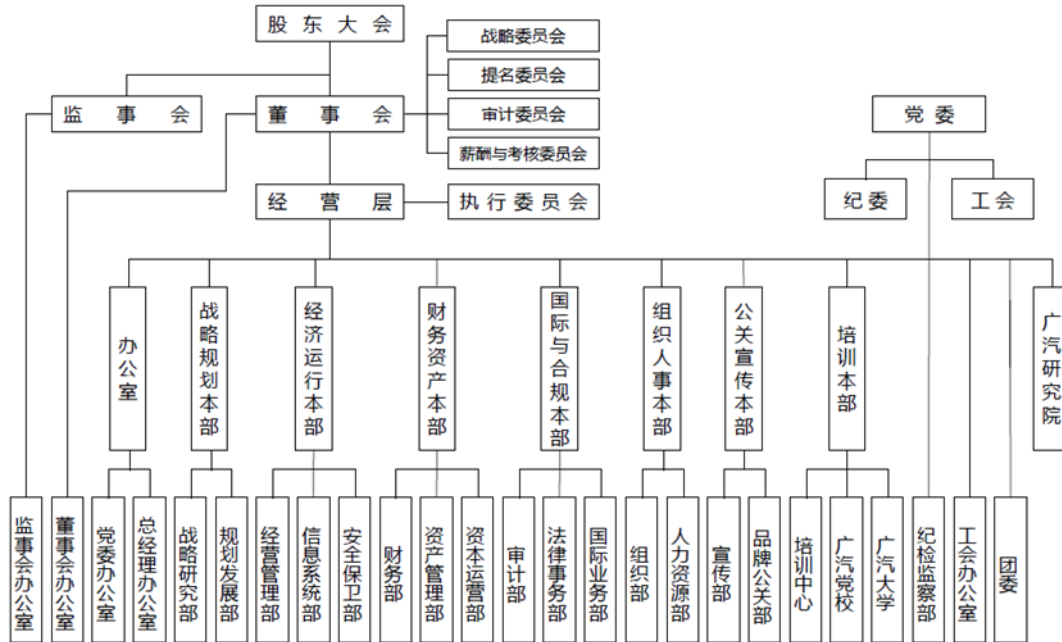 股东大会
战略委员会
提名委员会
监事会
董事会
审计委员会
党委
薪酬与考核委员会
经营层
执行委员会
纪委
工会
办公室
战略规划本部
经济运行本部
财务资产本部
国际与合规本部
组织人事本部
公关宣传本部
培训本部
广汽研究院
监事会办公室
董事会办公室
党委办公室
总经理办公室
战略研究部
规划发展部
经营管理部
信息系统部
安全保卫部
财务部
资产管理部
资本运营部
审计部
法律事务部
国际业务部
组织部
人力资源部
宣传部
品牌公关部
培训中心
广汽党校
广汽大学
纪检监察部
工会办公室
团委